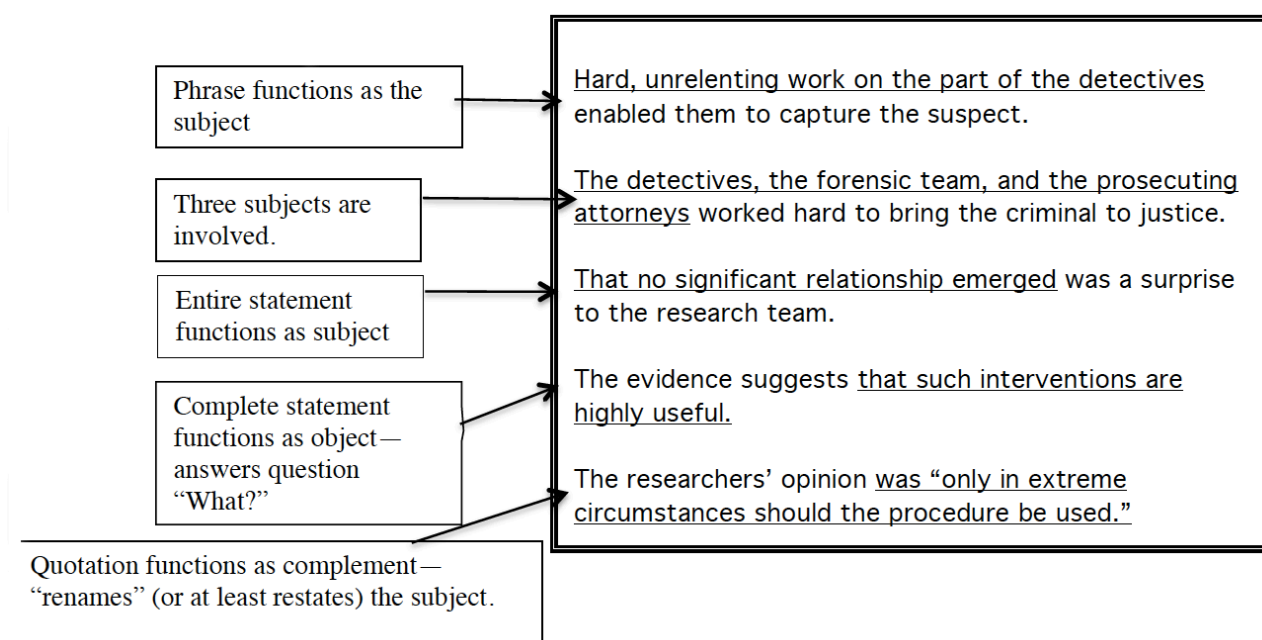 Phrase functions as the
subject
Hard, unrelenting work on the part of the detectives
enabled them to capture the suspect.
Three subjects are
involved.
The detectives, the forensic team, and the prosecuting
attorneys worked hard to bring the criminal to justice.
Entire statement
functions as subject
That no significant relationship emerged was a surprise
to the research team.
Complete statement
functions as object—
answers question
“What?”
The evidence suggests that such interventions are
highly useful.
Quotation functions as complement—
“renames” (or at least restates) the subject.
The researchers’ opinion was “only in extreme
circumstances should the procedure be used.”